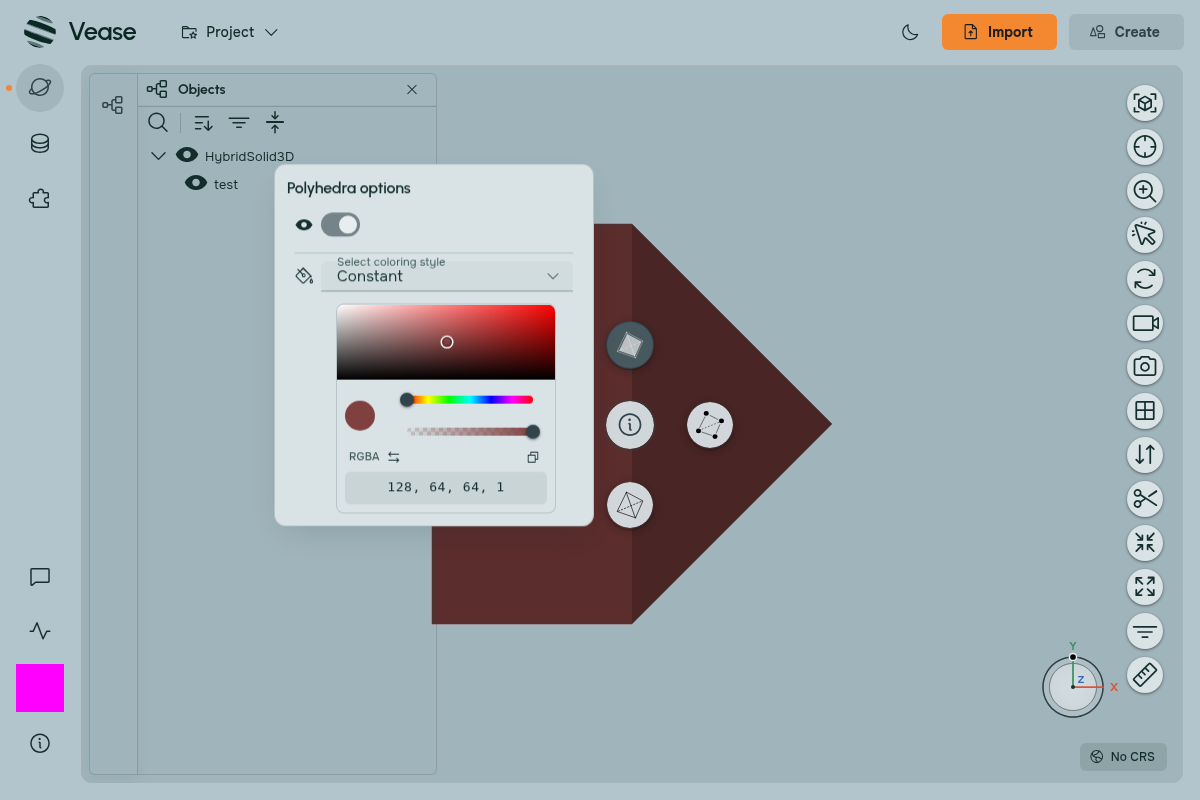 Vease
Project
Import
Create
Objects
HybridSolid3D
test
Polyhedra options
Select coloring style
Constant
RGBA
128, 64, 64, 1
Y
Z
X
No CRS